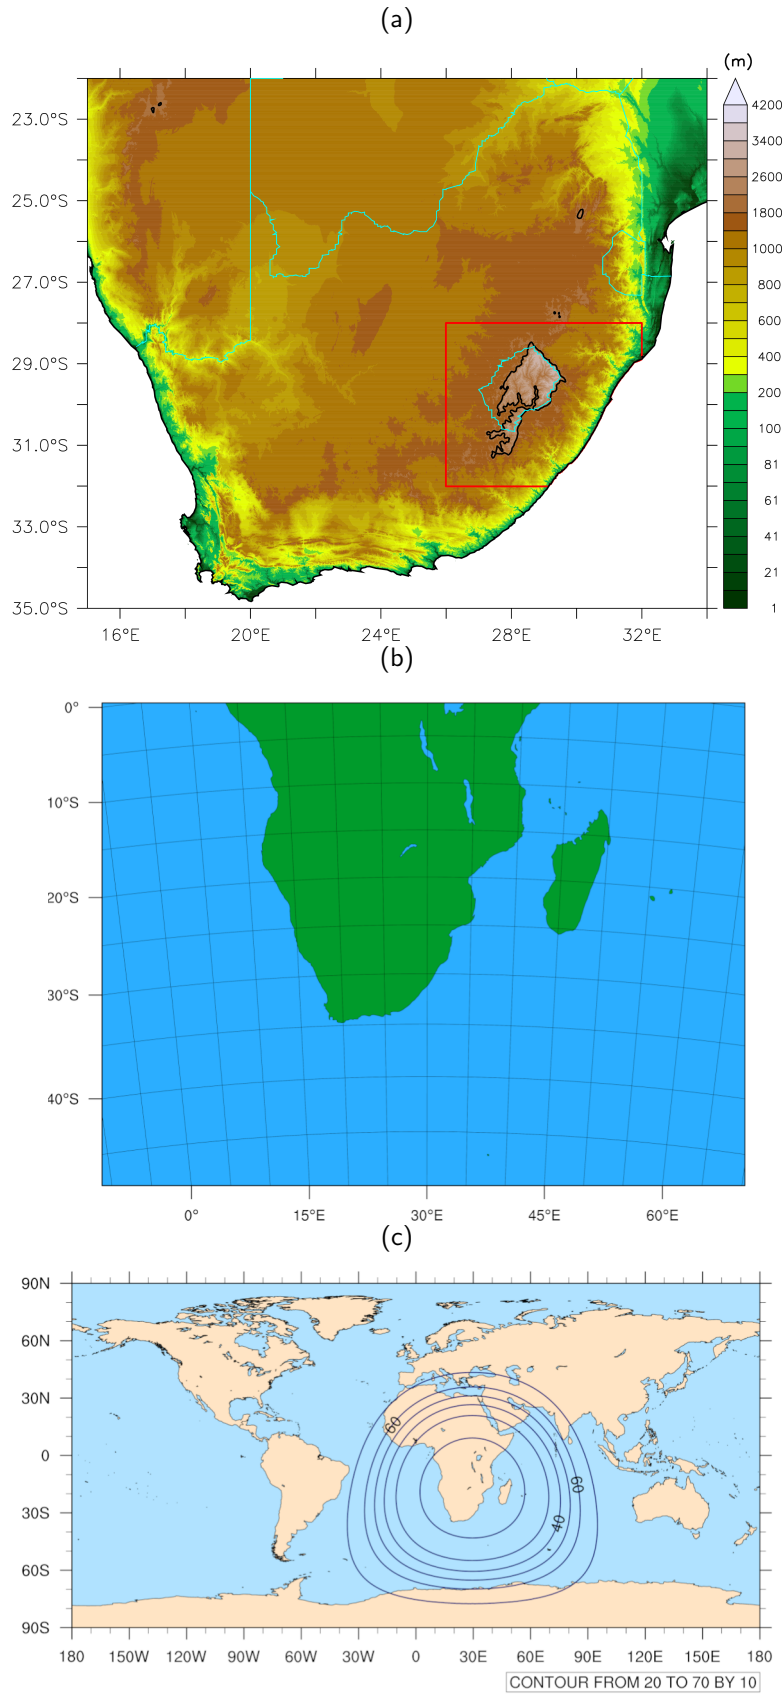 (a)
(m)
4200
3400
2600
1800
1000
800
600
400
200
100
81
61
41
21
1
23.0°S
25.0°S
27.0°S
29.0°S
31.0°S
33.0°S
35.0°S
16°E 20°E 24°E 28°E 32°E
(b)
0°
10°S
20°S
30°S
40°S
0° 15°E 30°E 45°E 60°E
(c)
90N
60N
30N
0
30S
60S
90S
60
60
40
180 150W 120W 90W 60W 30W 0 30E 60E 90E 120E 150E 180
CONTOUR FROM 20 TO 70 BY 10